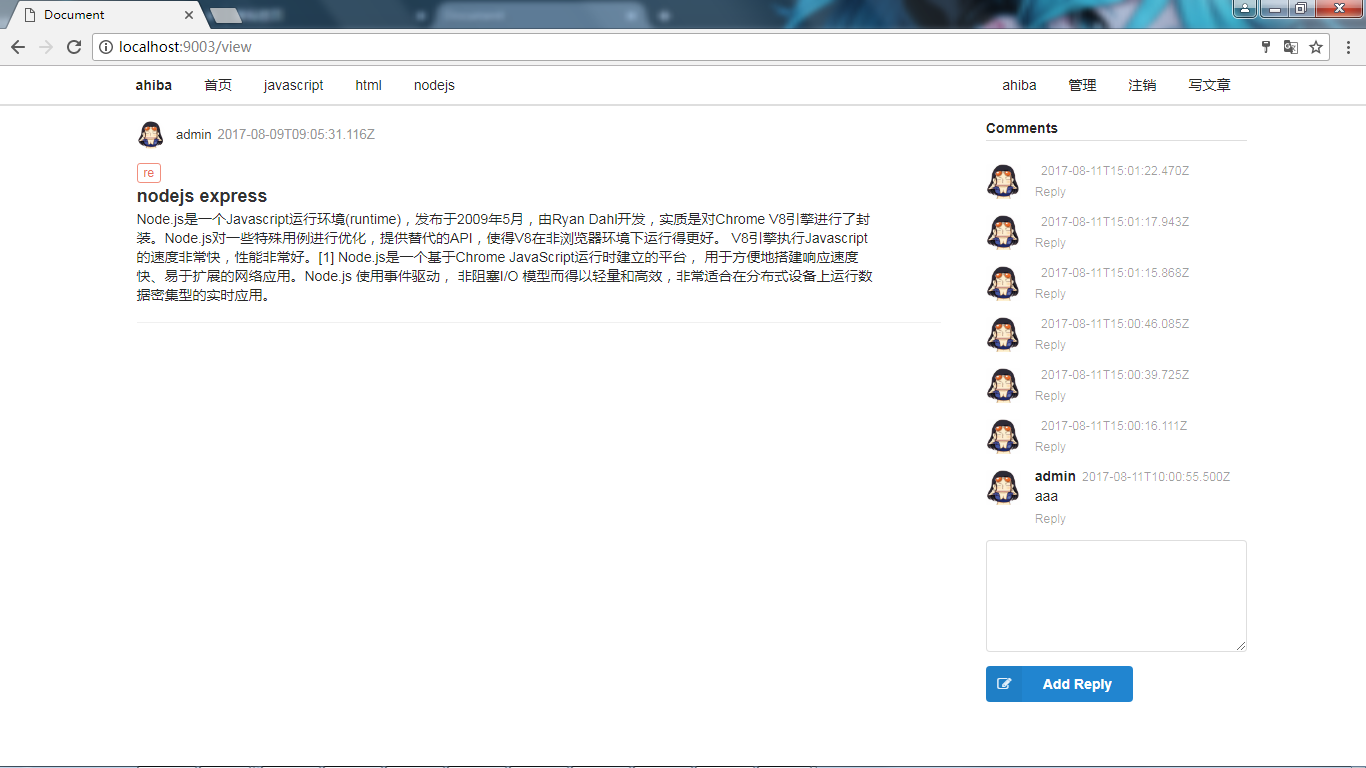 Document
localhost:9003/view
ahiba 首页 javascript html nodejs ahiba 管理 注销 写文章
admin 2017-08-09T09:05:31.116Z
re
nodejs express
Node.js是一个Javascript运行环境(runtime)，发布于2009年5月，由Ryan Dahl开发，实质是对Chrome V8引擎进行了封
装。Node.js对一些特殊用例进行优化，提供替代的API，使得V8在非浏览器环境下运行得更好。 V8引擎执行Javascript
的速度非常快，性能非常好。[1] Node.js是一个基于Chrome JavaScript运行时建立的平台， 用于方便地搭建响应速度
快、易于扩展的网络应用。Node.js 使用事件驱动， 非阻塞I/O 模型而得以轻量和高效，非常适合在分布式设备上运行数
据密集型的实时应用。
Comments
2017-08-11T15:01:22.470Z
Reply
2017-08-11T15:01:17.943Z
Reply
2017-08-11T15:01:15.868Z
Reply
2017-08-11T15:00:46.085Z
Reply
2017-08-11T15:00:39.725Z
Reply
2017-08-11T15:00:16.111Z
Reply
admin 2017-08-11T10:00:55.500Z
aaa
Reply
Add Reply